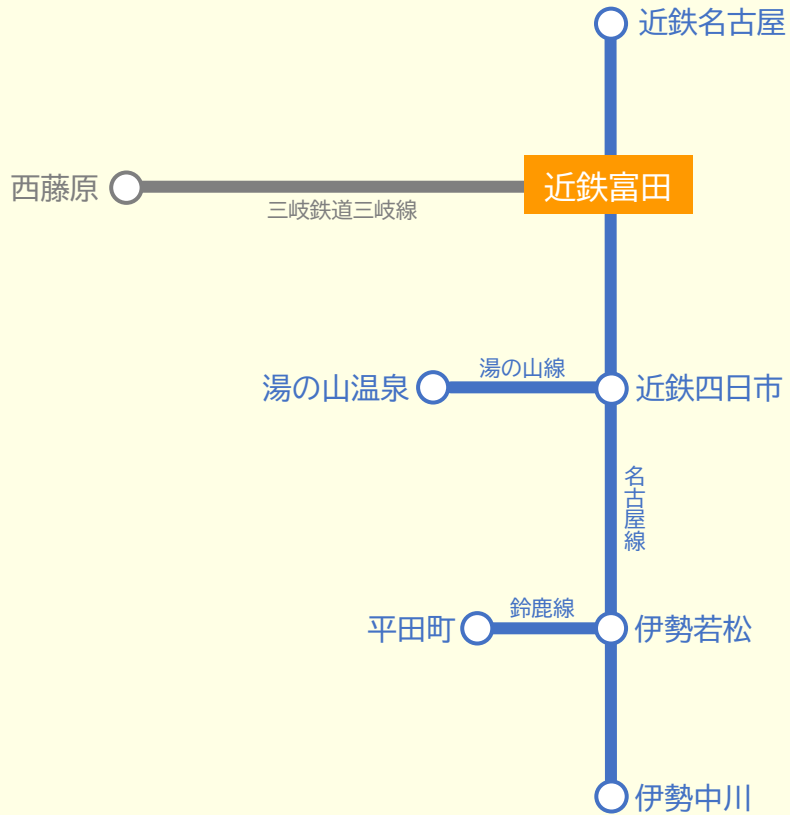 近鉄名古屋
西藤原
近鉄富田
三岐鉄道三岐線
湯の山線
湯の山温泉
近鉄四日市
名古屋線
鈴鹿線
平田町
伊勢若松
伊勢中川